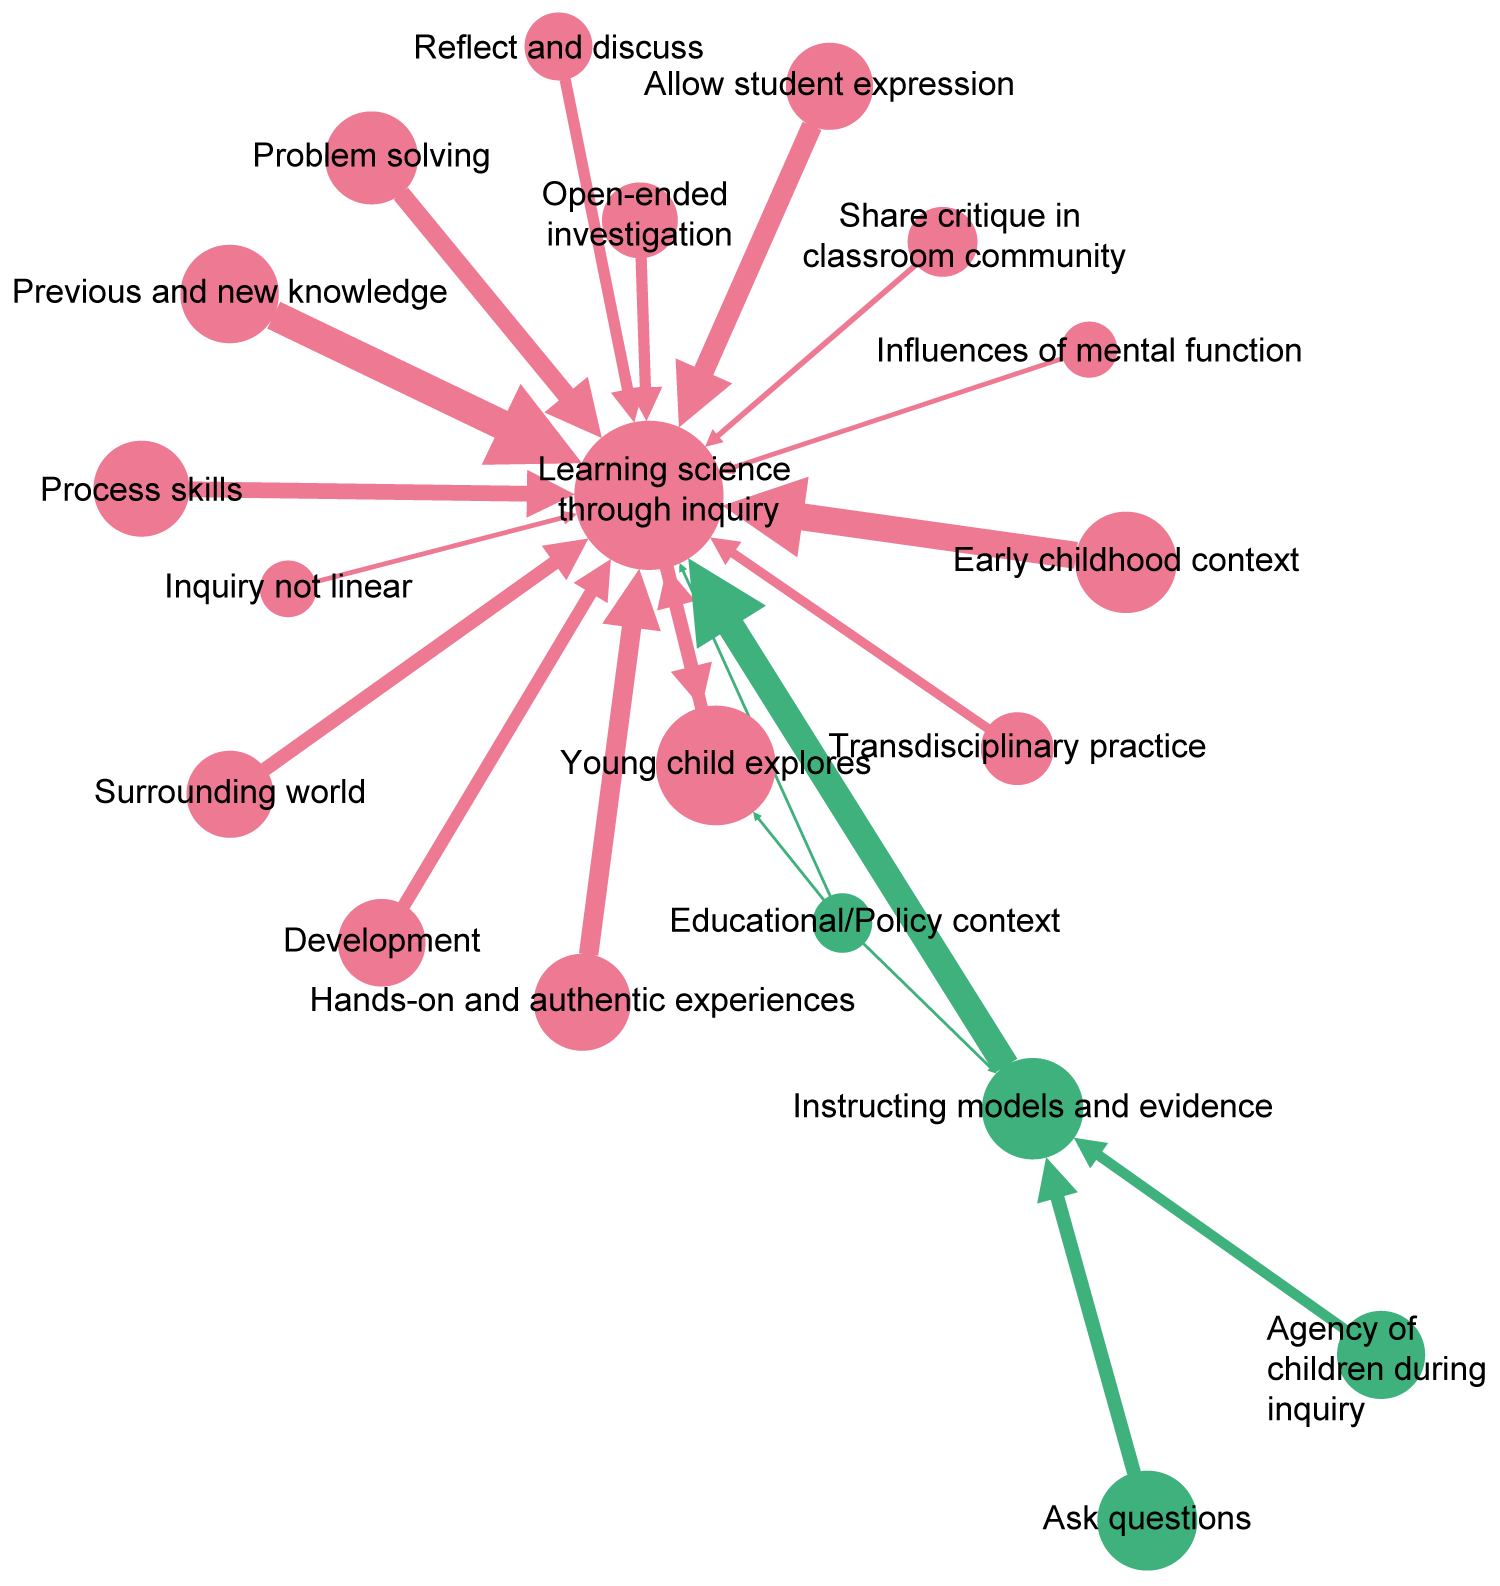 Reflect and discuss
Allow student expression
Problem solving
Open-ended
investigation
Share critique in
classroom community
Previous and new knowledge
Influences of mental function
Learning science
through inquiry
Process skills
Early childhood context
Inquiry not linear
Transdisciplinary practice
Young child explores
Surrounding world
Educational/Policy context
Development
Hands-on and authentic experiences
Instructing models and evidence
Agency of
children during
inquiry
Ask questions